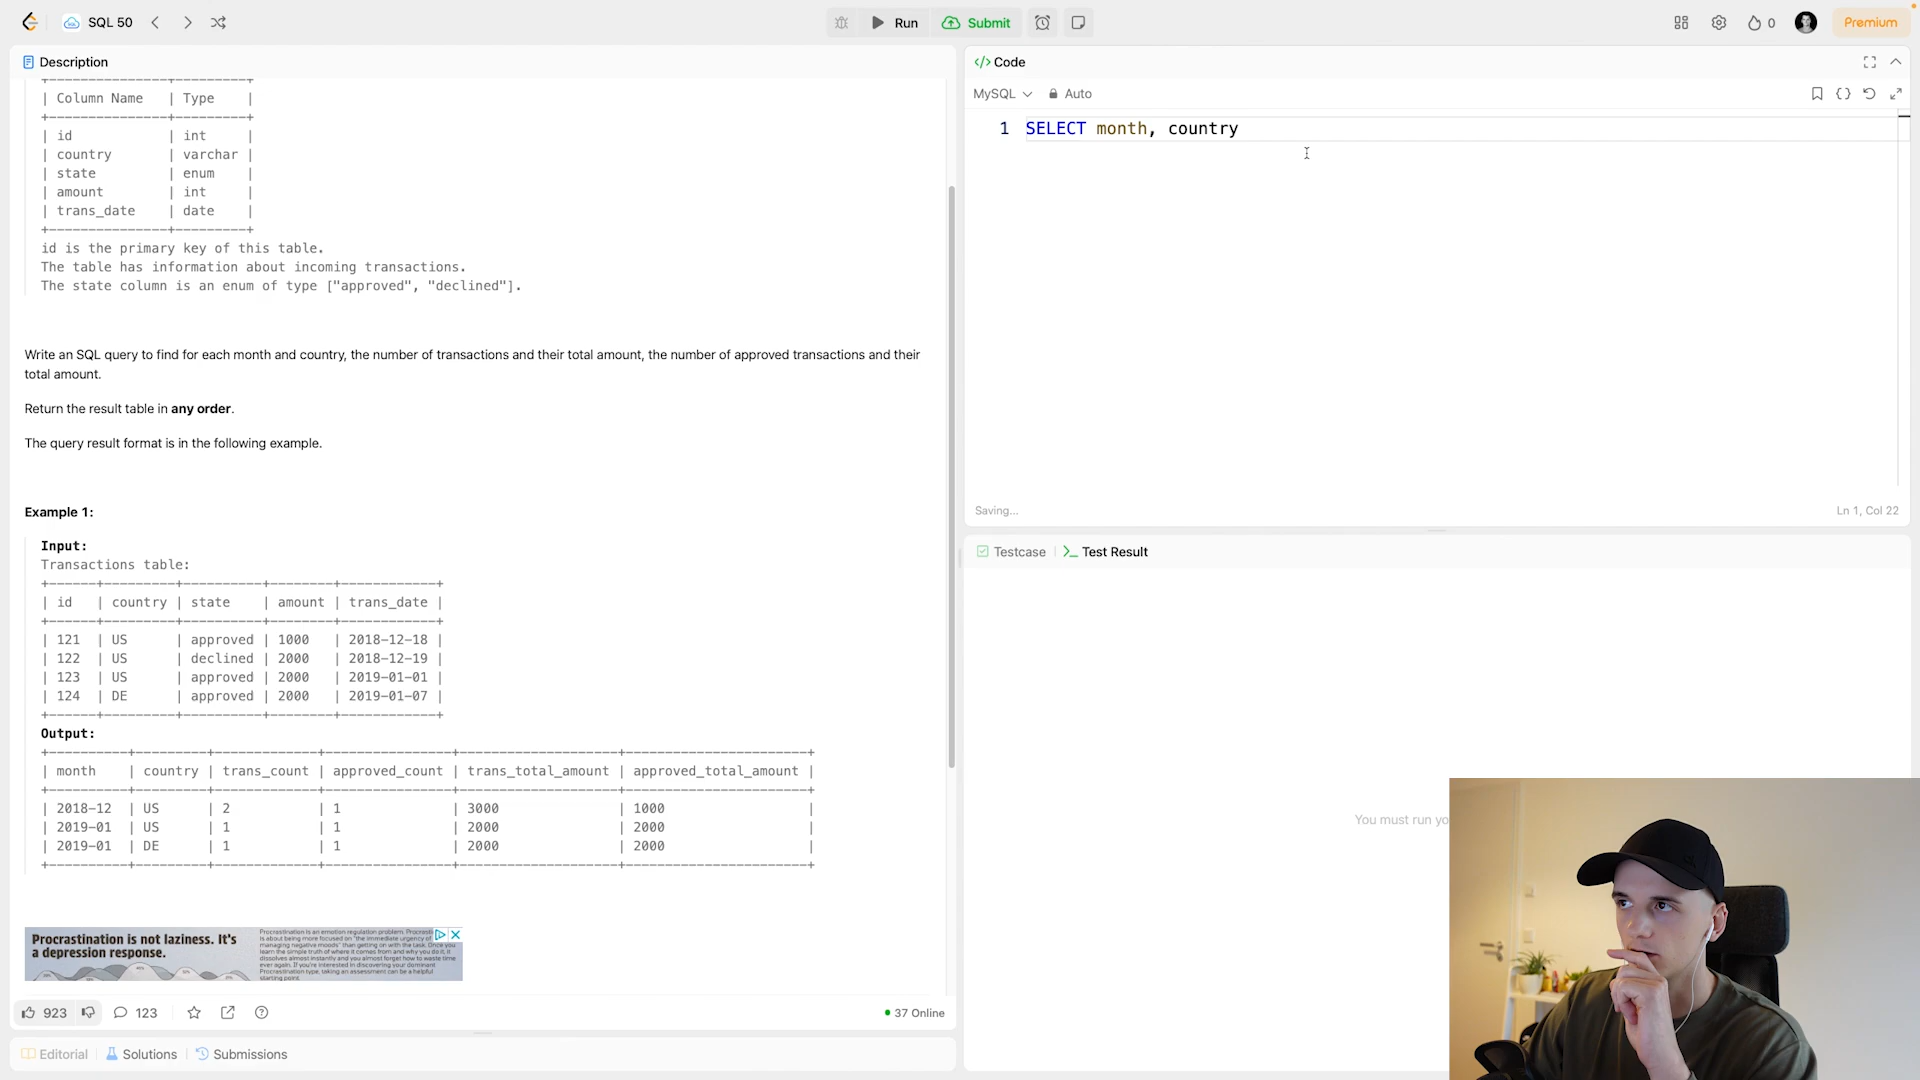 SQL 50
Run
Submit
0
Premium
Description
Code
MySQL
Auto
| Column Name | Type |
| id | int |
| country | varchar |
| state | enum |
| amount | int |
| trans_date | date |
id is the primary key of this table.
The table has information about incoming transactions.
The state column is an enum of type ["approved", "declined"].
Write an SQL query to find for each month and country, the number of transactions and their total amount, the number of approved transactions and their
total amount.
Return the result table in any order.
The query result format is in the following example.
Example 1:
Input:
Transactions table:
| id | country | state | amount | trans_date |
| 121 | US | approved | 1000 | 2018-12-18 |
| 122 | US | declined | 2000 | 2018-12-19 |
| 123 | US | approved | 2000 | 2019-01-01 |
| 124 | DE | approved | 2000 | 2019-01-07 |
Output:
| month | country | trans_count | approved_count | trans_total_amount | approved_total_amount |
| 2018-12 | US | 2 | 1 | 3000 | 1000 |
| 2019-01 | US | 1 | 1 | 2000 | 2000 |
| 2019-01 | DE | 1 | 1 | 2000 | 2000 |
Procrastination is not laziness. It's
a depression response.
923
123
37 Online
Editorial
Solutions
Submissions
1 SELECT month, country
Saving...
Ln 1, Col 22
Testcase
Test Result
You must run yo